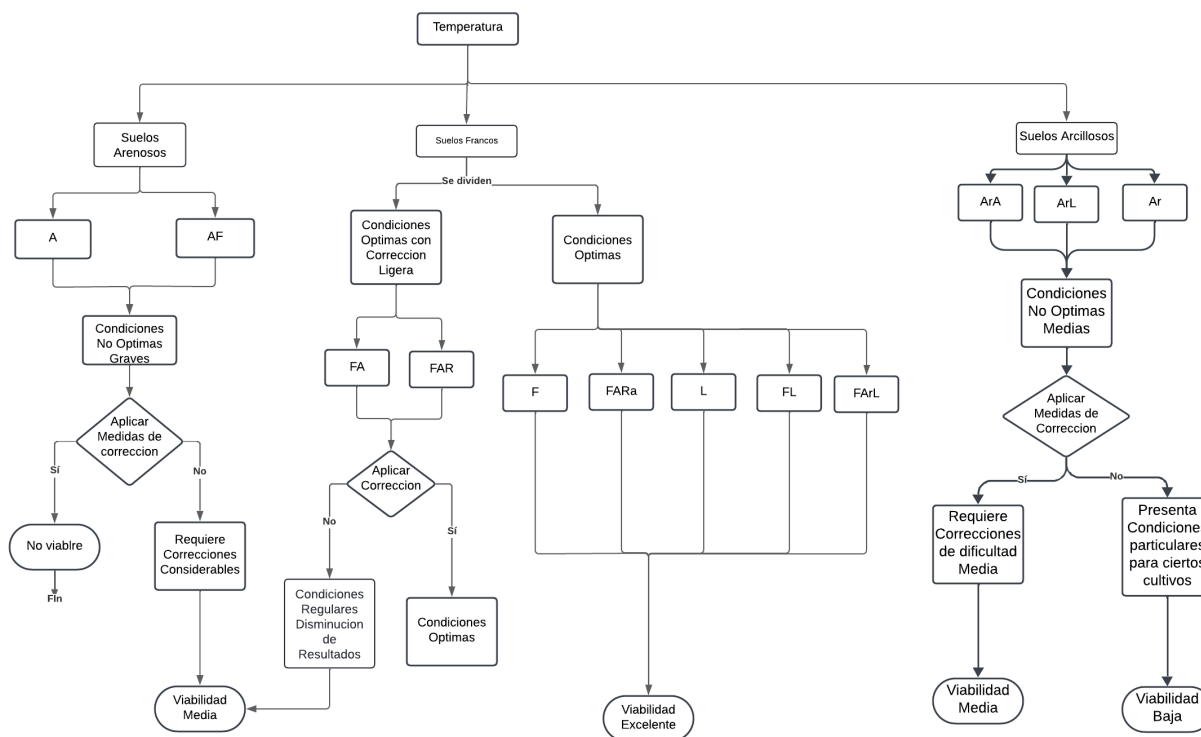 Temperatura
Suelos
Arenosos
Suelos Francos
Suelos Arcillosos
Se dividen
A
AF
Condiciones
Optimas con
Correccion
Ligera
Condiciones
Optimas
ArA
ArL
Ar
Condiciones
No Optimas
Graves
Condiciones
No Optimas
Medias
FA
FAR
F
FARa
L
FL
FArL
Aplicar
Medidas de
correccion
Aplicar
Correccion
Aplicar
Medidas de
Correccion
Sí
No
No
Sí
Sí
No
No viablre
FIn
Requiere
Correcciones
Considerables
Condiciones
Regulares
Disminucion
de
Resultados
Condiciones
Optimas
Requiere
Correcciones
de dificultad
Media
Presenta
Condicione
particulares
para ciertos
cultivos
Viabilidad
Media
Viabilidad
Excelente
Viabilidad
Media
Viabilidad
Baja